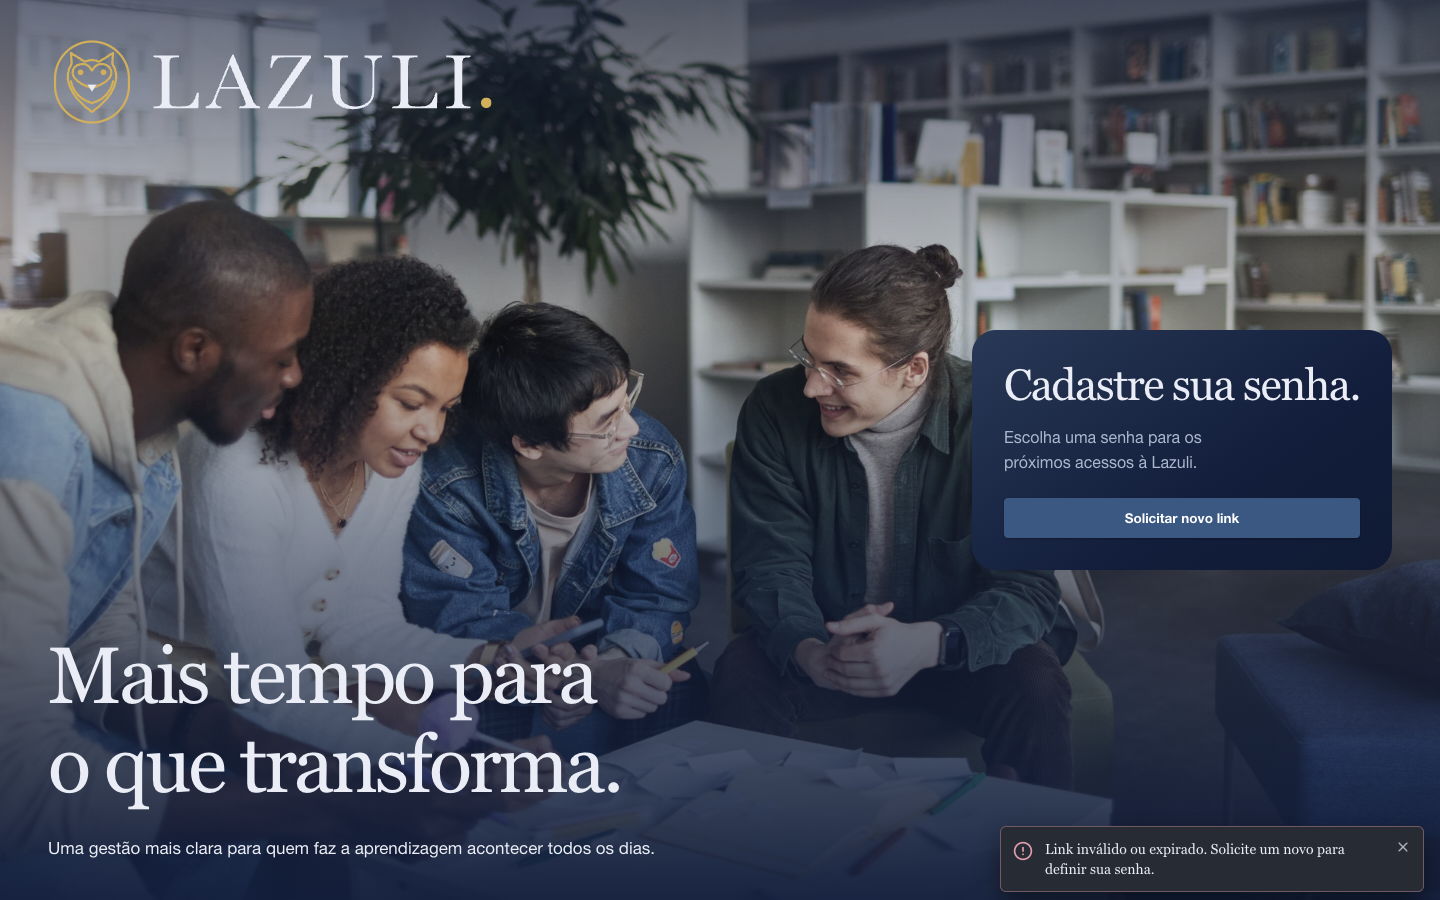 LAZULI.
Cadastre sua senha.
Escolha uma senha para os
próximos acessos à Lazuli.
Solicitar novo link
Mais tempo para
o que transforma.
Uma gestão mais clara para quem faz a aprendizagem acontecer todos os dias.
Link inválido ou expirado. Solicite um novo para
definir sua senha.